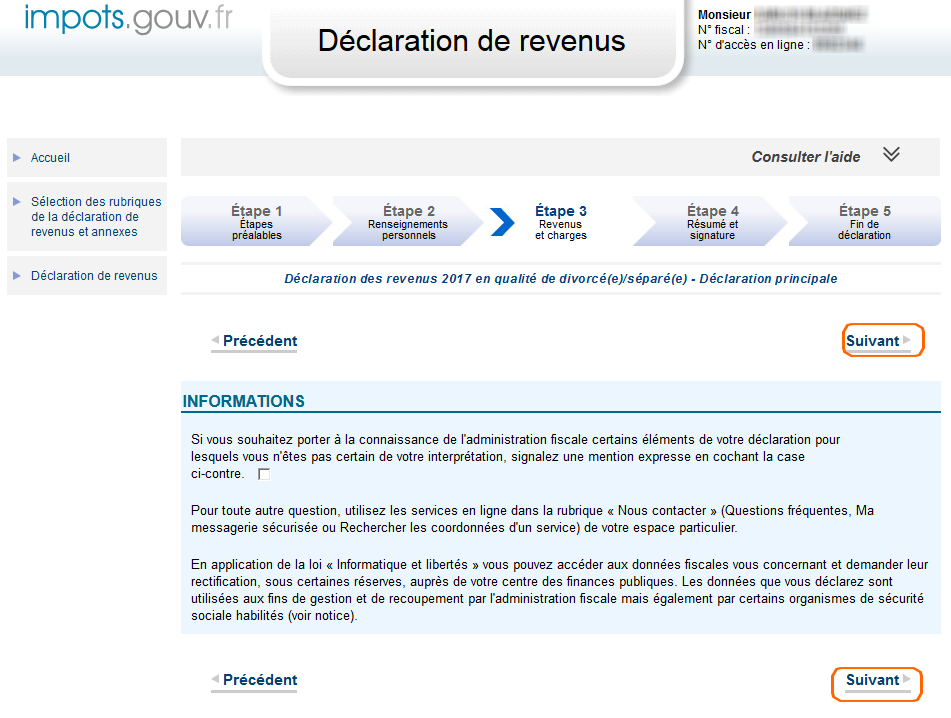 impots.gouv.fr
Déclaration de revenus
Monsieur
N° fiscal :
N° d'accès en ligne :
Accueil
Sélection des rubriques
de la déclaration de
revenus et annexes
Déclaration de revenus
Consulter l'aide
Étape 1
Étapes
préalables
Étape 2
Renseignements
personnels
Étape 3
Revenus
et charges
Étape 4
Résumé et
signature
Étape 5
Fin de
déclaration
Déclaration des revenus 2017 en qualité de divorcé(e)/séparé(e) - Déclaration principale
Précédent
Suivant
INFORMATIONS
Si vous souhaitez porter à la connaissance de l'administration fiscale certains éléments de votre déclaration pour
lesquels vous n'êtes pas certain de votre interprétation, signalez une mention expresse en cochant la case
ci-contre.
Pour toute autre question, utilisez les services en ligne dans la rubrique « Nous contacter » (Questions fréquentes, Ma
messagerie sécurisée ou Rechercher les coordonnées d'un service) de votre espace particulier.
En application de la loi « Informatique et libertés » vous pouvez accéder aux données fiscales vous concernant et demander leur
rectification, sous certaines réserves, auprès de votre centre des finances publiques. Les données que vous déclarez sont
utilisées aux fins de gestion et de recoupement par l'administration fiscale mais également par certains organismes de sécurité
sociale habilités (voir notice).
Précédent
Suivant